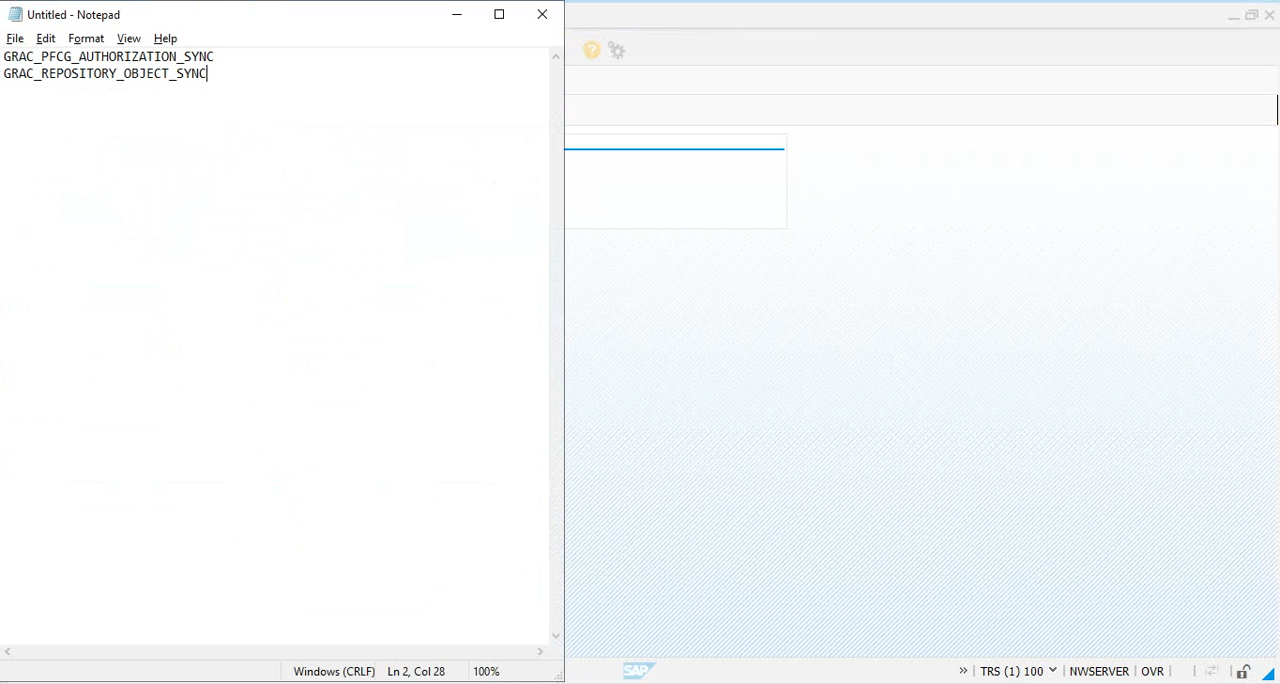 Untitled - Notepad
File Edit Format View Help
GRAC_PFCG_AUTHORIZATION_SYNC
GRAC_REPOSITORY_OBJECT_SYNC
Windows (CRLF) Ln 2, Col 28 100%
SAP
» TRS (1) 100 NWSERVER OVR